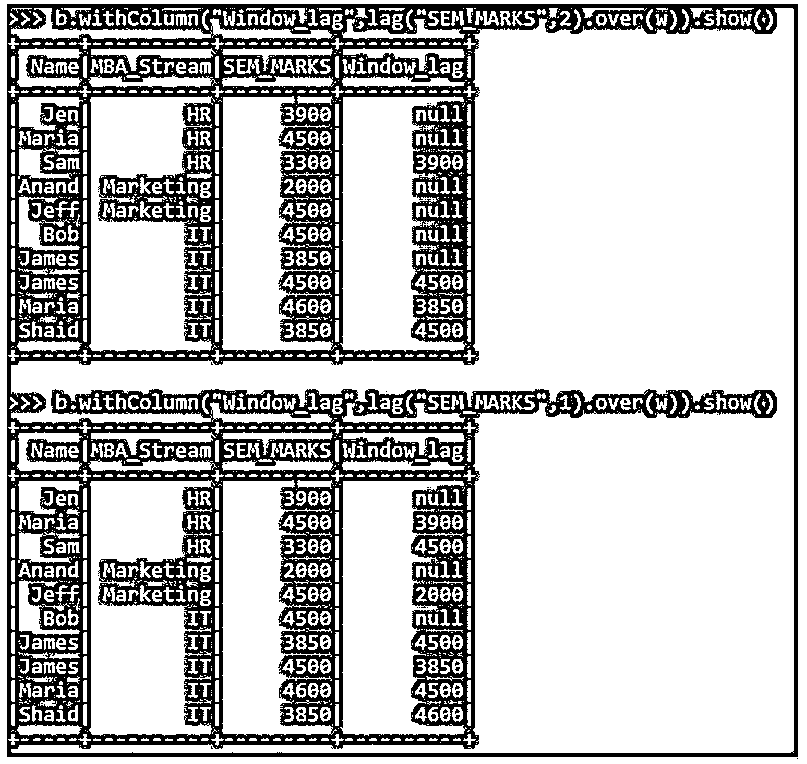 >>> b.withColumn("Window_lag",lag("SEM_MARKS",2).over(w)).show()
+-----+----------+---------+----------+
| Name|MBA_Stream|SEM_MARKS|Window_lag|
+-----+----------+---------+----------+
| Jen| HR| 3900| null|
|Maria| HR| 4500| null|
| Sam| HR| 3300| 3900|
|Anand| Marketing| 2000| null|
| Jeff| Marketing| 4500| null|
| Bob| IT| 4500| null|
|James| IT| 3850| null|
|James| IT| 4500| 4500|
|Maria| IT| 4600| 3850|
|Shaid| IT| 3850| 4500|
+-----+----------+---------+----------+
>>> b.withColumn("Window_lag",lag("SEM_MARKS",1).over(w)).show()
+-----+----------+---------+----------+
| Name|MBA_Stream|SEM_MARKS|Window_lag|
+-----+----------+---------+----------+
| Jen| HR| 3900| null|
|Maria| HR| 4500| 3900|
| Sam| HR| 3300| 4500|
|Anand| Marketing| 2000| null|
| Jeff| Marketing| 4500| 2000|
| Bob| IT| 4500| null|
|James| IT| 3850| 4500|
|James| IT| 4500| 3850|
|Maria| IT| 4600| 4500|
|Shaid| IT| 3850| 4600|
+-----+----------+---------+----------+